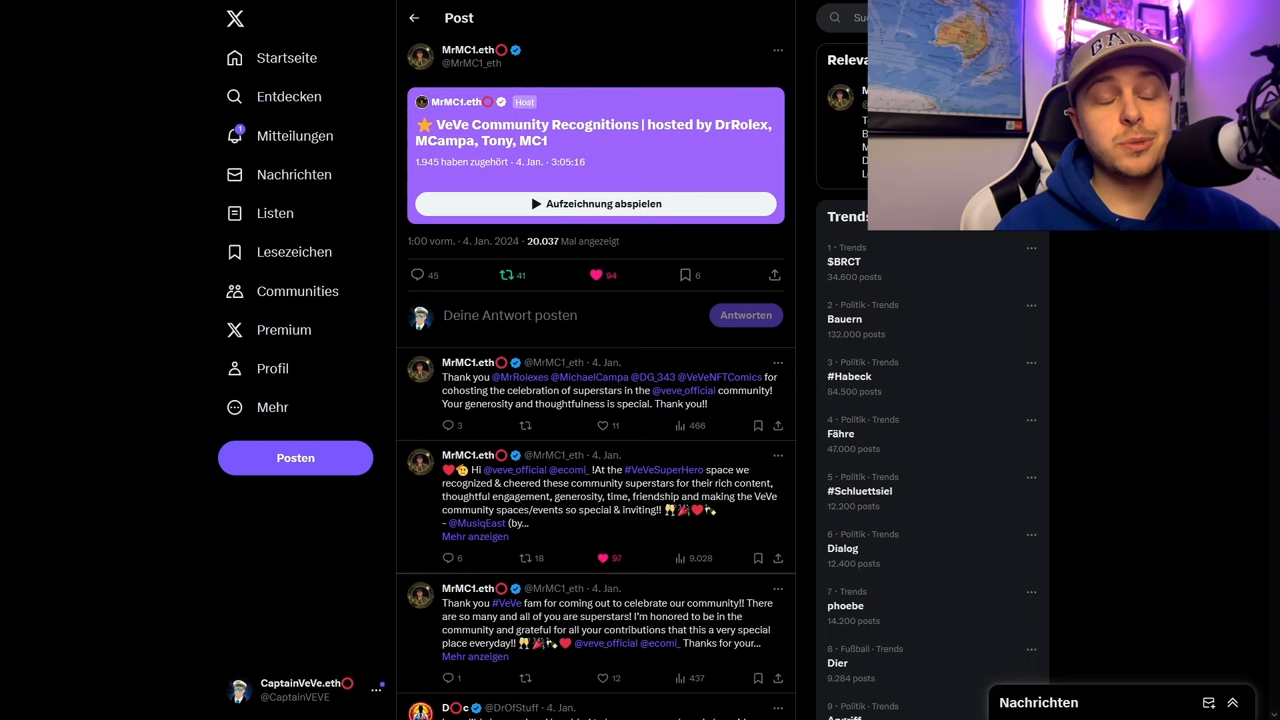 Startseite
Entdecken
1
Mitteilungen
Nachrichten
Listen
Lesezeichen
Communities
Premium
Profil
Mehr
Posten
CaptainVeVe.eth⭕
@CaptainVEVE
Post
MrMC1.eth⭕
@MrMC1_eth
MrMC1.eth⭕ Host
⭐ VeVe Community Recognitions | hosted by DrRolex,
MCampa, Tony, MC1
1.945 haben zugehört · 4. Jan. · 3:05:16
Aufzeichnung abspielen
1:00 vorm. · 4. Jan. 2024 · 20.037 Mal angezeigt
45 41 94 6
Deine Antwort posten
Antworten
MrMC1.eth⭕ @MrMC1_eth · 4. Jan.
Thank you @MrRolexes @MichaelCampa @DG_343 @VeVeNFTComics for
cohosting the celebration of superstars in the @veve_official community!
Your generosity and thoughtfulness is special. Thank you!!
3 11 466
MrMC1.eth⭕ @MrMC1_eth · 4. Jan.
❤️🫡 Hi @veve_official @ecomi_ !At the #VeVeSuperHero space we
recognized & cheered these community superstars for their rich content,
thoughtful engagement, generosity, time, friendship and making the VeVe
community spaces/events so special & inviting!! 🥂🎉❤️🍾
- @MusiqEast (by...
Mehr anzeigen
6 18 97 9.028
MrMC1.eth⭕ @MrMC1_eth · 4. Jan.
Thank you #VeVe fam for coming out to celebrate our community!! There
are so many and all of you are superstars! I'm honored to be in the
community and grateful for all your contributions that this a very special
place everyday!! 🥂🎉🍾❤️ @veve_official @ecomi_ Thanks for your...
Mehr anzeigen
1 12 437
D⭕c @DrOfStuff · 4. Jan.
Su
Releva
M
@
T
B
M
D
L
Trends
1 · Trends
$BRCT
34.600 posts
2 · Politik · Trends
Bauern
132.000 posts
3 · Politik · Trends
#Habeck
84.500 posts
4 · Politik · Trends
Fähre
47.000 posts
5 · Politik · Trends
#Schluettsiel
12.200 posts
6 · Politik · Trends
Dialog
12.400 posts
7 · Trends
phoebe
14.200 posts
8 · Fußball · Trends
Dier
9.284 posts
9 · Politik · Trends
Angriff
Nachrichten